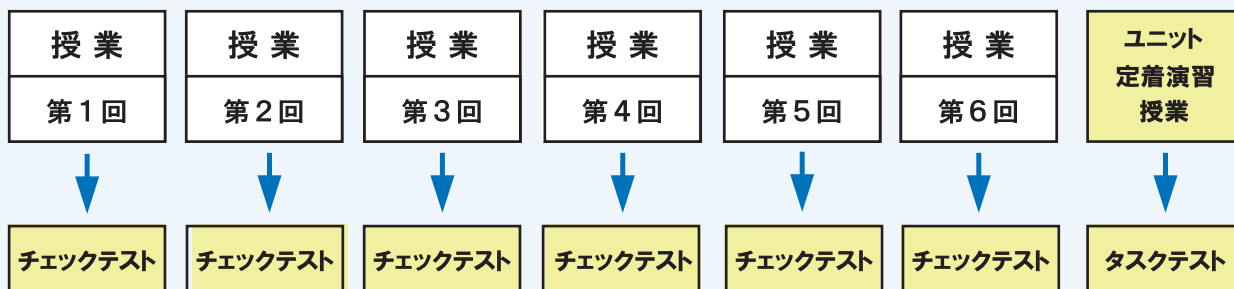 授業
第1回
チェックテスト
授業
第2回
チェックテスト
授業
第3回
チェックテスト
授業
第4回
チェックテスト
授業
第5回
チェックテスト
授業
第6回
チェックテスト
ユニット
定着演習
授業
タスクテスト